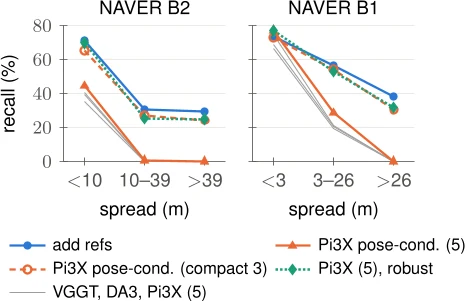 NAVER B2
NAVER B1
recall (%)
80
60
40
20
0
<10 10–39 >39
<3 3–26 >26
spread (m)
spread (m)
add refs
Pi3X pose-cond. (5)
Pi3X pose-cond. (compact 3)
Pi3X (5), robust
VGGT, DA3, Pi3X (5)